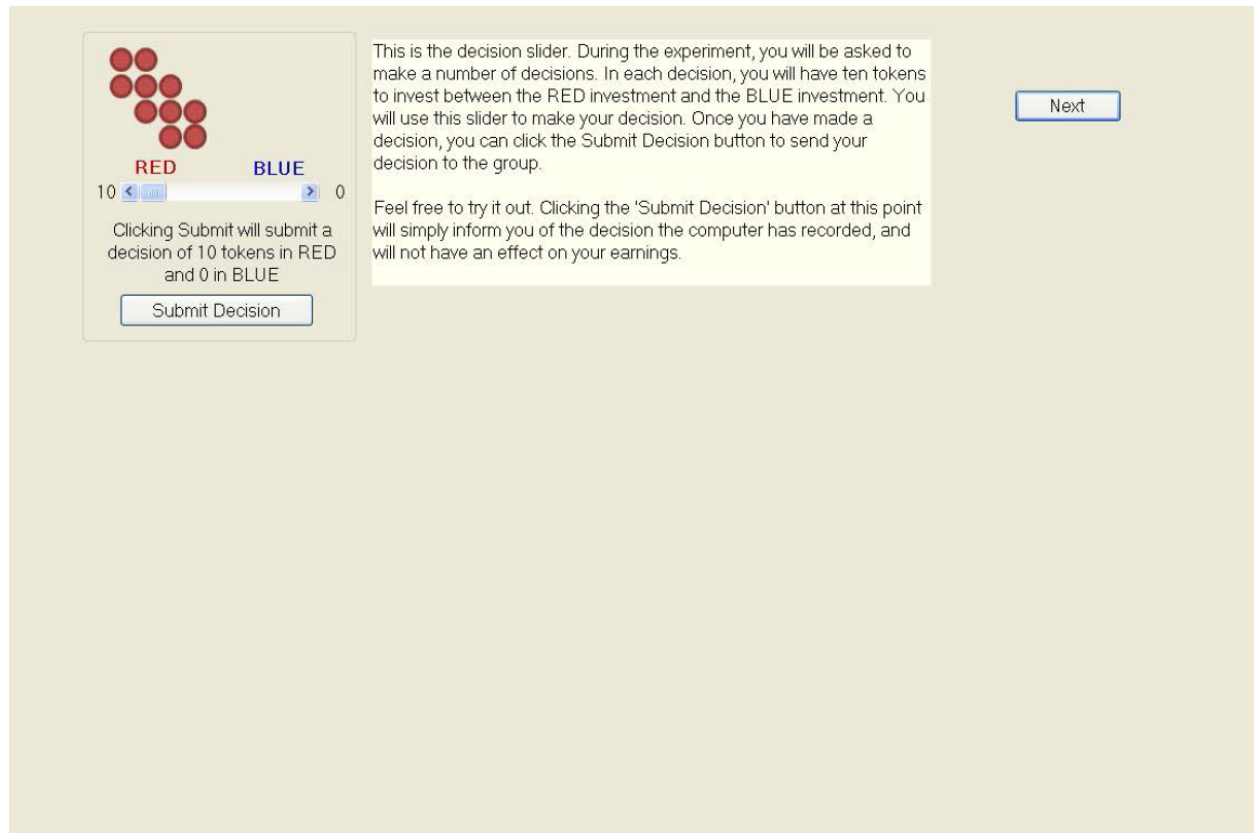 RED BLUE
10 0
Clicking Submit will submit a
decision of 10 tokens in RED
and 0 in BLUE
Submit Decision
This is the decision slider. During the experiment, you will be asked to
make a number of decisions. In each decision, you will have ten tokens
to invest between the RED investment and the BLUE investment. You
will use this slider to make your decision. Once you have made a
decision, you can click the Submit Decision button to send your
decision to the group.
Feel free to try it out. Clicking the 'Submit Decision' button at this point
will simply inform you of the decision the computer has recorded, and
will not have an effect on your earnings.
Next